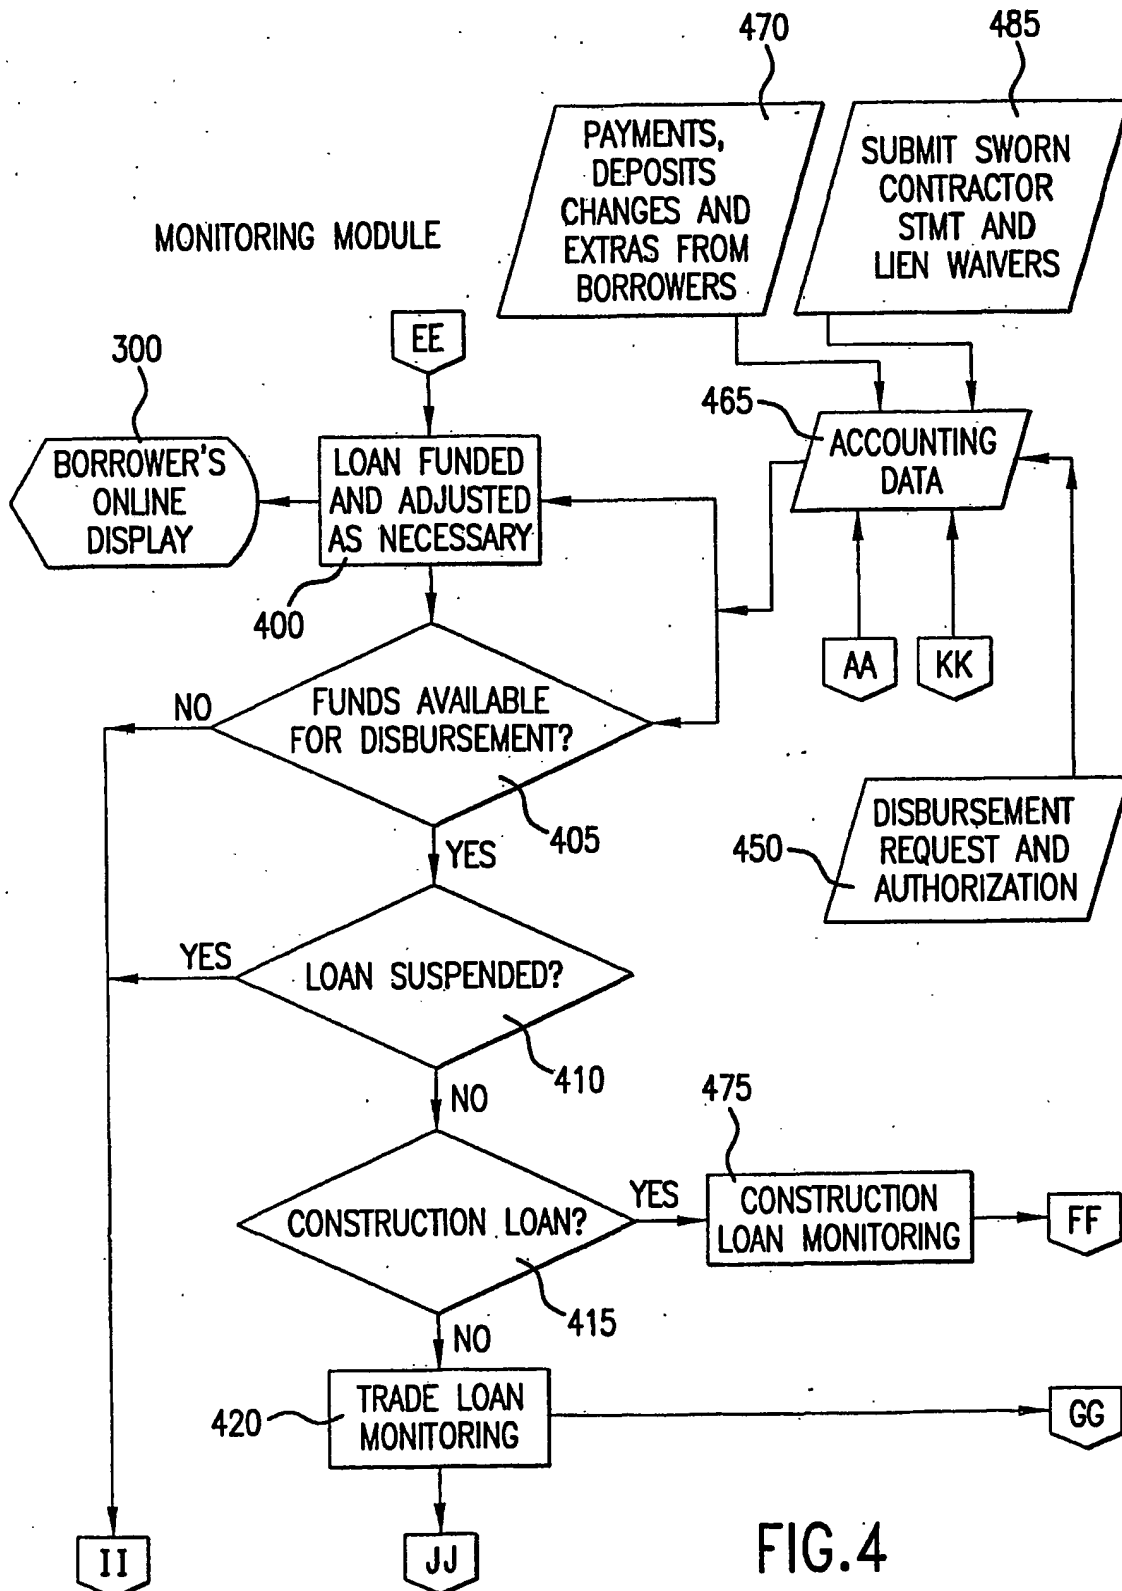 470
485
PAYMENTS,
DEPOSITS
CHANGES AND
EXTRAS FROM
BORROWERS
SUBMIT SWORN
CONTRACTOR
STMT AND
LIEN WAIVERS
MONITORING MODULE
EE
300
465
BORROWER'S
ONLINE
DISPLAY
LOAN FUNDED
AND ADJUSTED
AS NECESSARY
ACCOUNTING
DATA
400
AA
KK
NO
FUNDS AVAILABLE
FOR DISBURSEMENT?
405
YES
DISBURSEMENT
REQUEST AND
AUTHORIZATION
450
YES
LOAN SUSPENDED?
410
NO
475
CONSTRUCTION LOAN?
YES
CONSTRUCTION
LOAN MONITORING
FF
415
NO
420
TRADE LOAN
MONITORING
GG
II
JJ
FIG.4